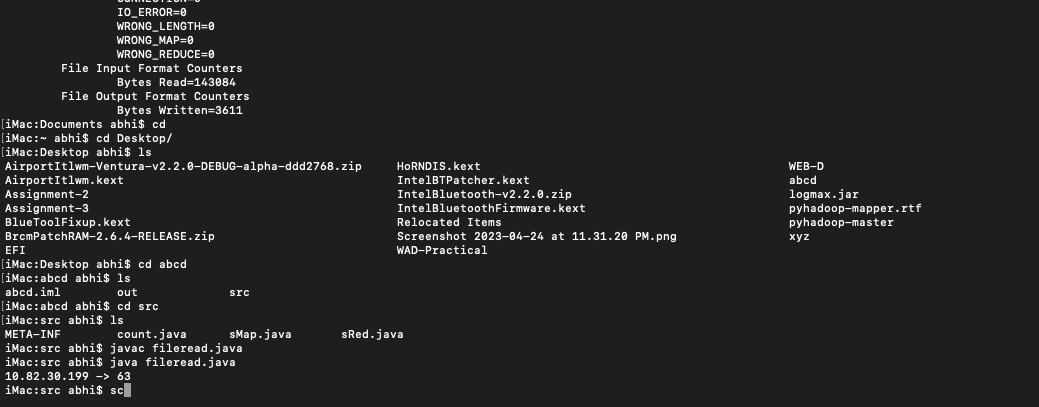 IO_ERROR=0
WRONG_LENGTH=0
WRONG_MAP=0
WRONG_REDUCE=0
File Input Format Counters
Bytes Read=143084
File Output Format Counters
Bytes Written=3611
[iMac:Documents abhi$ cd
[iMac:~ abhi$ cd Desktop/
[iMac:Desktop abhi$ ls
AirportItlwm-Ventura-v2.2.0-DEBUG-alpha-ddd2768.zip HoRNDIS.kext WEB-D
AirportItlwm.kext IntelBTPatcher.kext abcd
Assignment-2 IntelBluetooth-v2.2.0.zip logmax.jar
Assignment-3 IntelBluetoothFirmware.kext pyhadoop-mapper.rtf
BlueToolFixup.kext Relocated Items pyhadoop-master
BrcmPatchRAM-2.6.4-RELEASE.zip Screenshot 2023-04-24 at 11.31.20 PM.png xyz
EFI WAD-Practical
[iMac:Desktop abhi$ cd abcd
[iMac:abcd abhi$ ls
abcd.iml out src
[iMac:abcd abhi$ cd src
[iMac:src abhi$ ls
META-INF count.java sMap.java sRed.java
iMac:src abhi$ javac fileread.java
iMac:src abhi$ java fileread.java
10.82.30.199 -> 63
iMac:src abhi$ sc